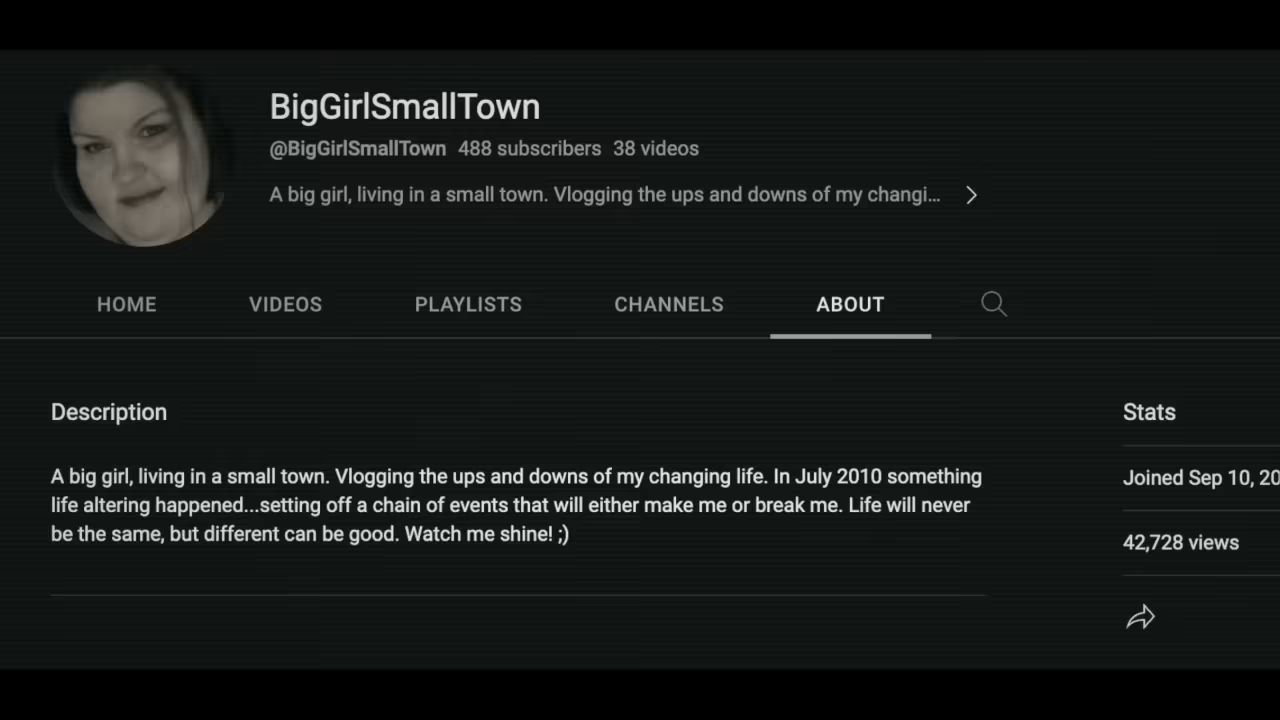 BigGirlSmallTown
@BigGirlSmallTown 488 subscribers 38 videos
A big girl, living in a small town. Vlogging the ups and downs of my changi...
HOME VIDEOS PLAYLISTS CHANNELS ABOUT
Description
Stats
A big girl, living in a small town. Vlogging the ups and downs of my changing life. In July 2010 something
life altering happened...setting off a chain of events that will either make me or break me. Life will never
be the same, but different can be good. Watch me shine! ;)
Joined Sep 10, 20
42,728 views